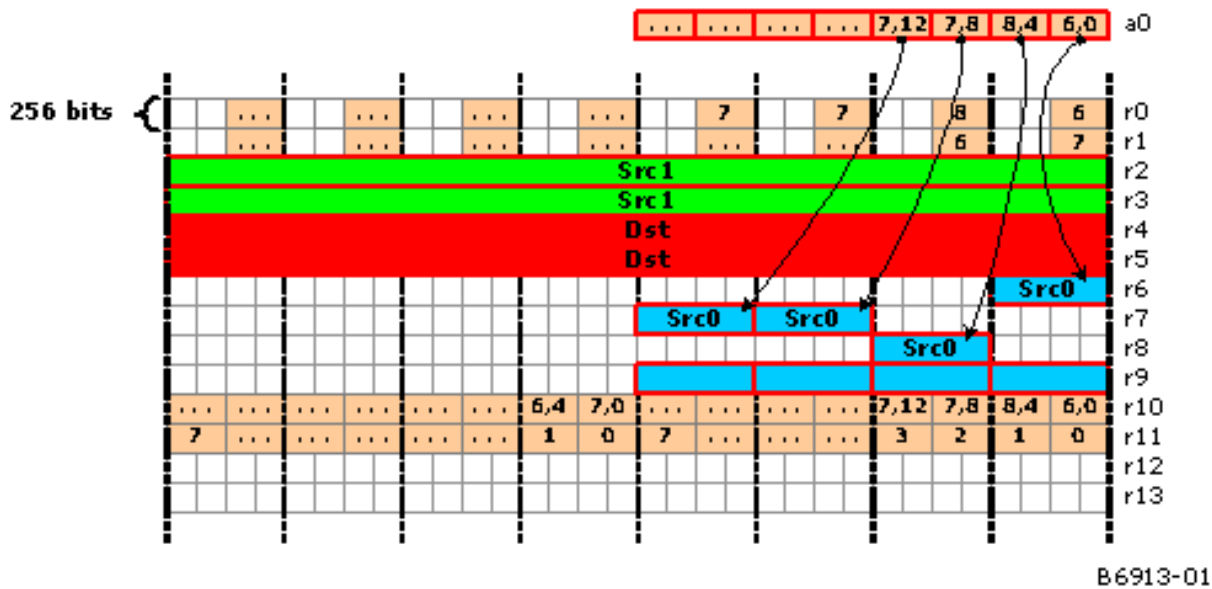 ... ... ... ... 7,12 7,8 8,4 6,0 a0
256 bits { ... ... ... ... 7 7 8 6 r0
... ... ... ... ... ... 6 7 r1
Src1 r2
Src1 r3
Dst r4
Dst r5
Src0 r6
Src0 Src0 r7
Src0 r8
r9
... ... ... ... ... ... 6,4 7,0 ... ... ... ... 7,12 7,8 8,4 6,0 r10
7 ... ... ... ... ... 1 0 7 ... ... ... 3 2 1 0 r11
r12
r13
B6913-01